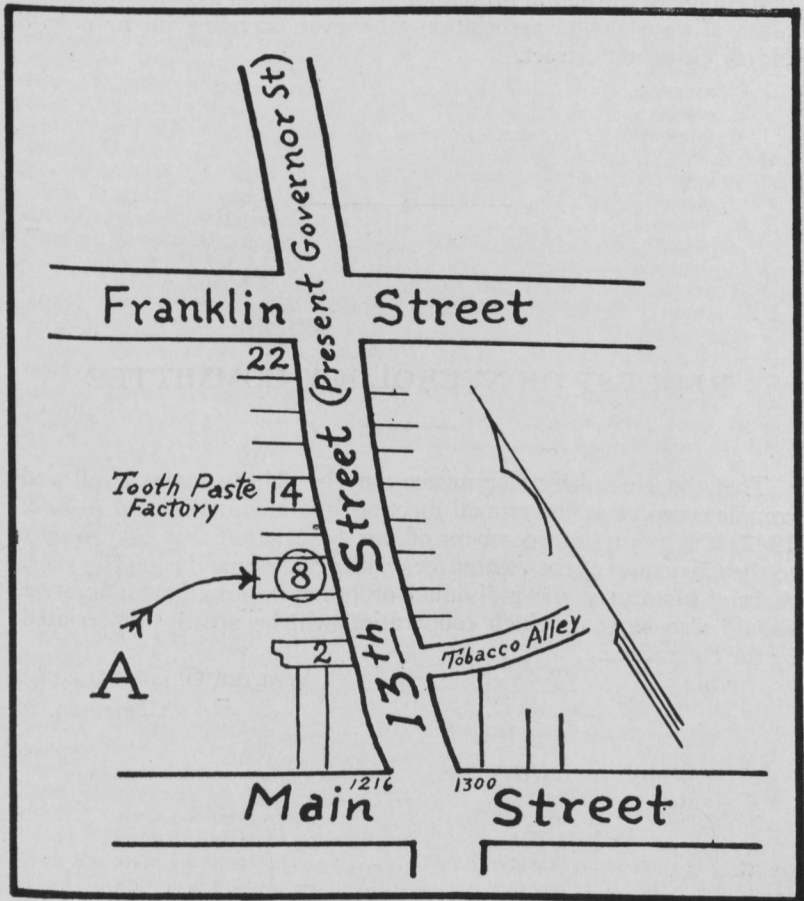 13th Street (Present Governor St)
Franklin Street
22
Tooth Paste 14
Factory
8
A
2
Tobacco Alley
1216 1300
Main Street